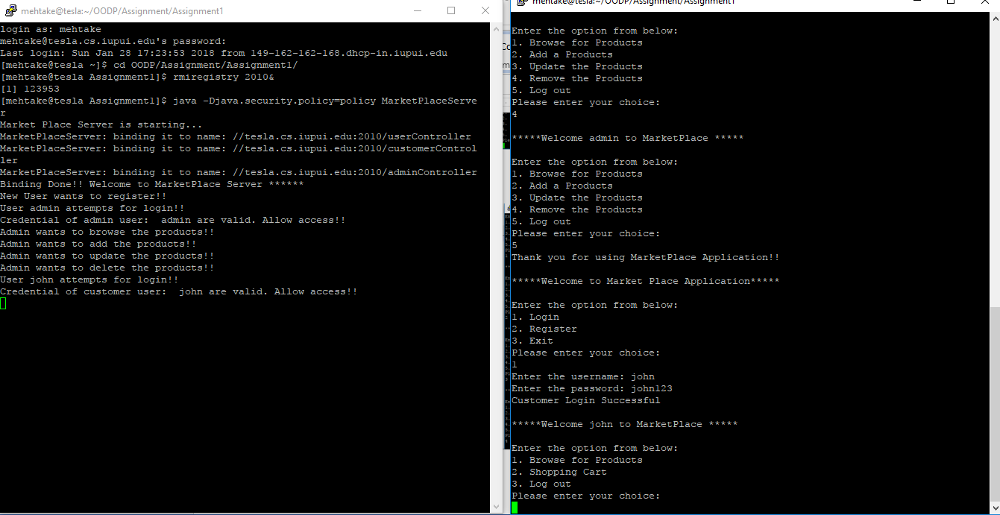 mehtake@tesla:~/OODP/Assignment/Assignment1
login as: mehtake
mehtake@tesla.cs.iupui.edu's password:
Last login: Sun Jan 28 17:23:53 2018 from 149-162-162-168.dhcp-in.iupui.edu
[mehtake@tesla ~]$ cd OODP/Assignment/Assignment1/
[mehtake@tesla Assignment1]$ rmiregistry 2010&
[1] 123953
[mehtake@tesla Assignment1]$ java -Djava.security.policy=policy MarketPlaceServe
r
Market Place Server is starting...
MarketPlaceServer: binding it to name: //tesla.cs.iupui.edu:2010/userController
MarketPlaceServer: binding it to name: //tesla.cs.iupui.edu:2010/customerControl
ler
MarketPlaceServer: binding it to name: //tesla.cs.iupui.edu:2010/adminController
Binding Done!! Welcome to MarketPlace Server ******
New User wants to register!!
User admin attempts for login!!
Credential of admin user:  admin are valid. Allow access!!
Admin wants to browse the products!!
Admin wants to add the products!!
Admin wants to update the products!!
Admin wants to delete the products!!
User john attempts for login!!
Credential of customer user:  john are valid. Allow access!!
mehtake@tesla:~/OODP/Assignment/Assignment1
Enter the option from below:
1. Browse for Products
2. Add a Products
3. Update the Products
4. Remove the Products
5. Log out
Please enter your choice:
4
*****Welcome admin to MarketPlace *****
Enter the option from below:
1. Browse for Products
2. Add a Products
3. Update the Products
4. Remove the Products
5. Log out
Please enter your choice:
5
Thank you for using MarketPlace Application!!
*****Welcome to Market Place Application*****
Enter the option from below:
1. Login
2. Register
3. Exit
Please enter your choice:
1
Enter the username: john
Enter the password: john123
Customer Login Successful
*****Welcome john to MarketPlace *****
Enter the option from below:
1. Browse for Products
2. Shopping Cart
3. Log out
Please enter your choice: